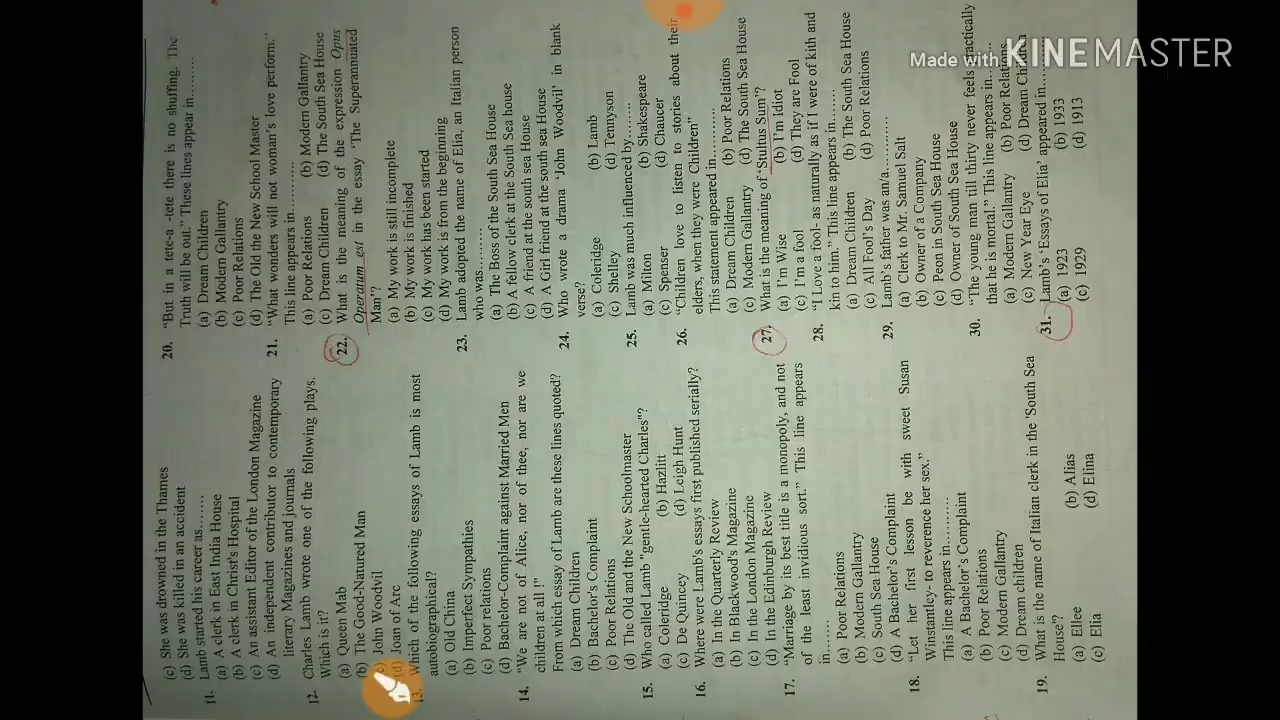 (c) She was drowned in the Thames
(d) She was killed in an accident
11. Lamb started his career as.......
(a) A clerk in East India House
(b) A clerk in Christ's Hospital
(c) An assistant Editor of the London Magazine
(d) An independent contributor to contemporary
literary Magazines and journals
12. Charles Lamb wrote one of the following plays.
Which is it?
(a) Queen Mab
(b) The Good-Natured Man
(c) John Woodvil
(d) Joan of Arc
13. Which of the following essays of Lamb is most
autobiographical?
(a) Old China
(b) Imperfect Sympathies
(c) Poor relations
(d) Bachelor-Complaint against Married Men
14. "We are not of Alice, nor of thee, nor are we
children at all !"
From which essay of Lamb are these lines quoted?
(a) Dream Children
(b) Bachelor's Complaint
(c) Poor Relations
(d) The Old and the New Schoolmaster
15. Who called Lamb "gentle-hearted Charles"?
(a) Coleridge (b) Hazlitt
(c) De Quincey (d) Leigh Hunt
16. Where were Lamb's essays first published serially?
(a) In the Quarterly Review
(b) In Blackwood's Magazine
(c) In the London Magazine
(d) In the Edinburgh Review
17. "Marriage by its best title is a monopoly, and not
of the least invidious sort." This line appears
in.......
(a) Poor Relations
(b) Modern Gallantry
(c) South Sea House
(d) A Bachelor's Complaint
18. "Let her first lesson be with sweet Susan
Winstantley- to reverence her sex."
This line appears in..........
(a) A Bachelor's Complaint
(b) Poor Relations
(c) Modern Gallantry
(d) Dream children
19. What is the name of Italian clerk in the 'South Sea
House'?
(a) Ellee (b) Alias
(c) Elia (d) Elina
20. "But in a tete-a -tete there is no shuffing. The
Truth will be out." These lines appear in.........
(a) Dream Children
(b) Modern Gallantry
(c) Poor Relations
(d) The Old the New School Master
21. "What wonders will not woman's love perform."
This line appears in..........
(a) Poor Relations (b) Modern Gallantry
(c) Dream Children (d) The South Sea House
22. What is the meaning of the expression Opus
Operatum est in the essay 'The Superannuated
Man'?
(a) My work is still incomplete
(b) My work is finished
(c) My work has been started
(d) My work is from the beginning
23. Lamb adopted the name of Elia, an Italian person
who was........
(a) The Boss of the South Sea House
(b) A fellow clerk at the South Sea house
(c) A friend at the south sea House
(d) A Girl friend at the south sea House
24. Who wrote a drama 'John Woodvil' in blank
verse?
(a) Coleridge (b) Lamb
(c) Shelley (d) Tennyson
25. Lamb was much influenced by........
(a) Milton (b) Shakespeare
(c) Spenser (d) Chaucer
26. "Children love to listen to stories about their
elders, when they were Children"
This statement appeared in...........
(a) Dream Children (b) Poor Relations
(c) Modern Gallantry (d) The South Sea House
27. What is the meaning of 'Stultus Sum'?
(a) I'm Wise (b) I'm Idiot
(c) I'm a fool (d) They are Fool
28. "I Love a fool- as naturally as if I were of kith and
kin to him." This line appears in........
(a) Dream Children (b) The South Sea House
(c) All Fool's Day (d) Poor Relations
29. Lamb's father was an/a...........
(a) Clerk to Mr. Samuel Salt
(b) Owner of a Company
(c) Peon in South Sea House
(d) Owner of South Sea House
30. "The young man till thirty never feels practically
that he is mortal." This line appears in....
(a) Modern Gallantry (b) Poor Relations
(c) New Year Eye (d) Dream Children
31. Lamb's 'Essays of Elia' appeared in.......
(a) 1923 (b) 1933
(c) 1929 (d) 1913
Made with KINEMASTER